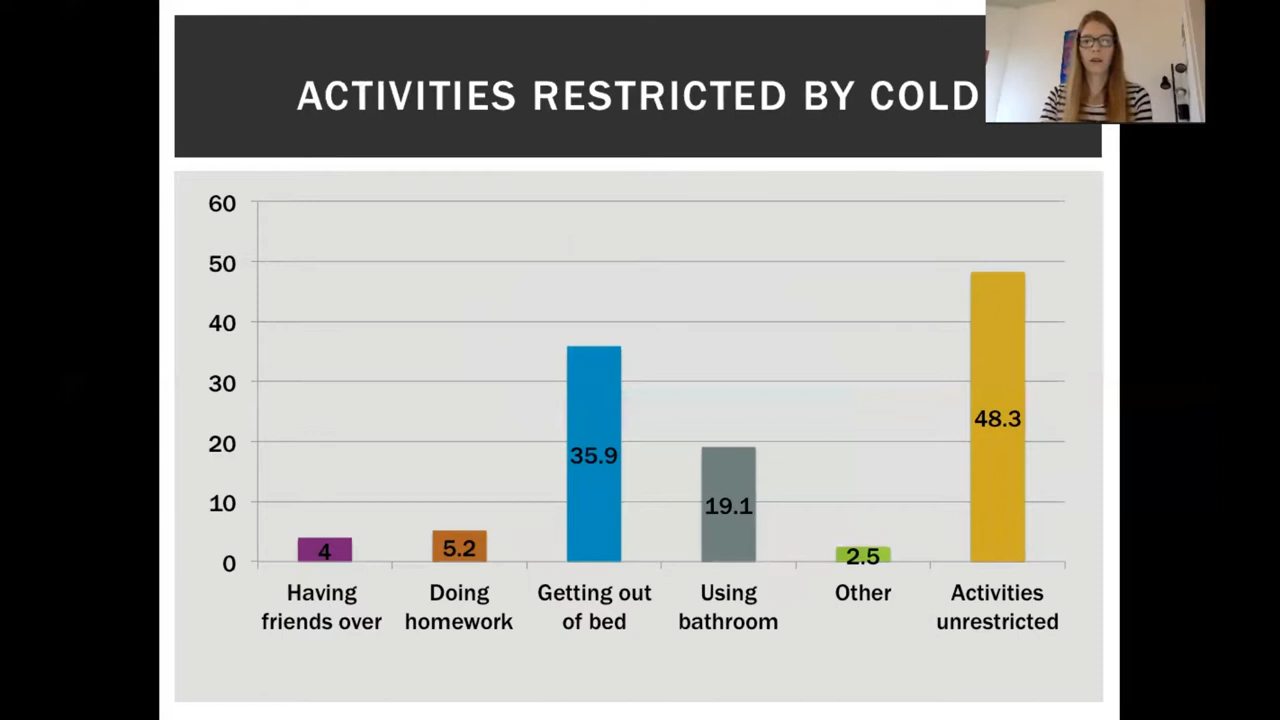 ACTIVITIES RESTRICTED BY COLD
60
50
40
30
20
10
0
4
5.2
35.9
19.1
2.5
48.3
Having
friends over
Doing
homework
Getting out
of bed
Using
bathroom
Other
Activities
unrestricted